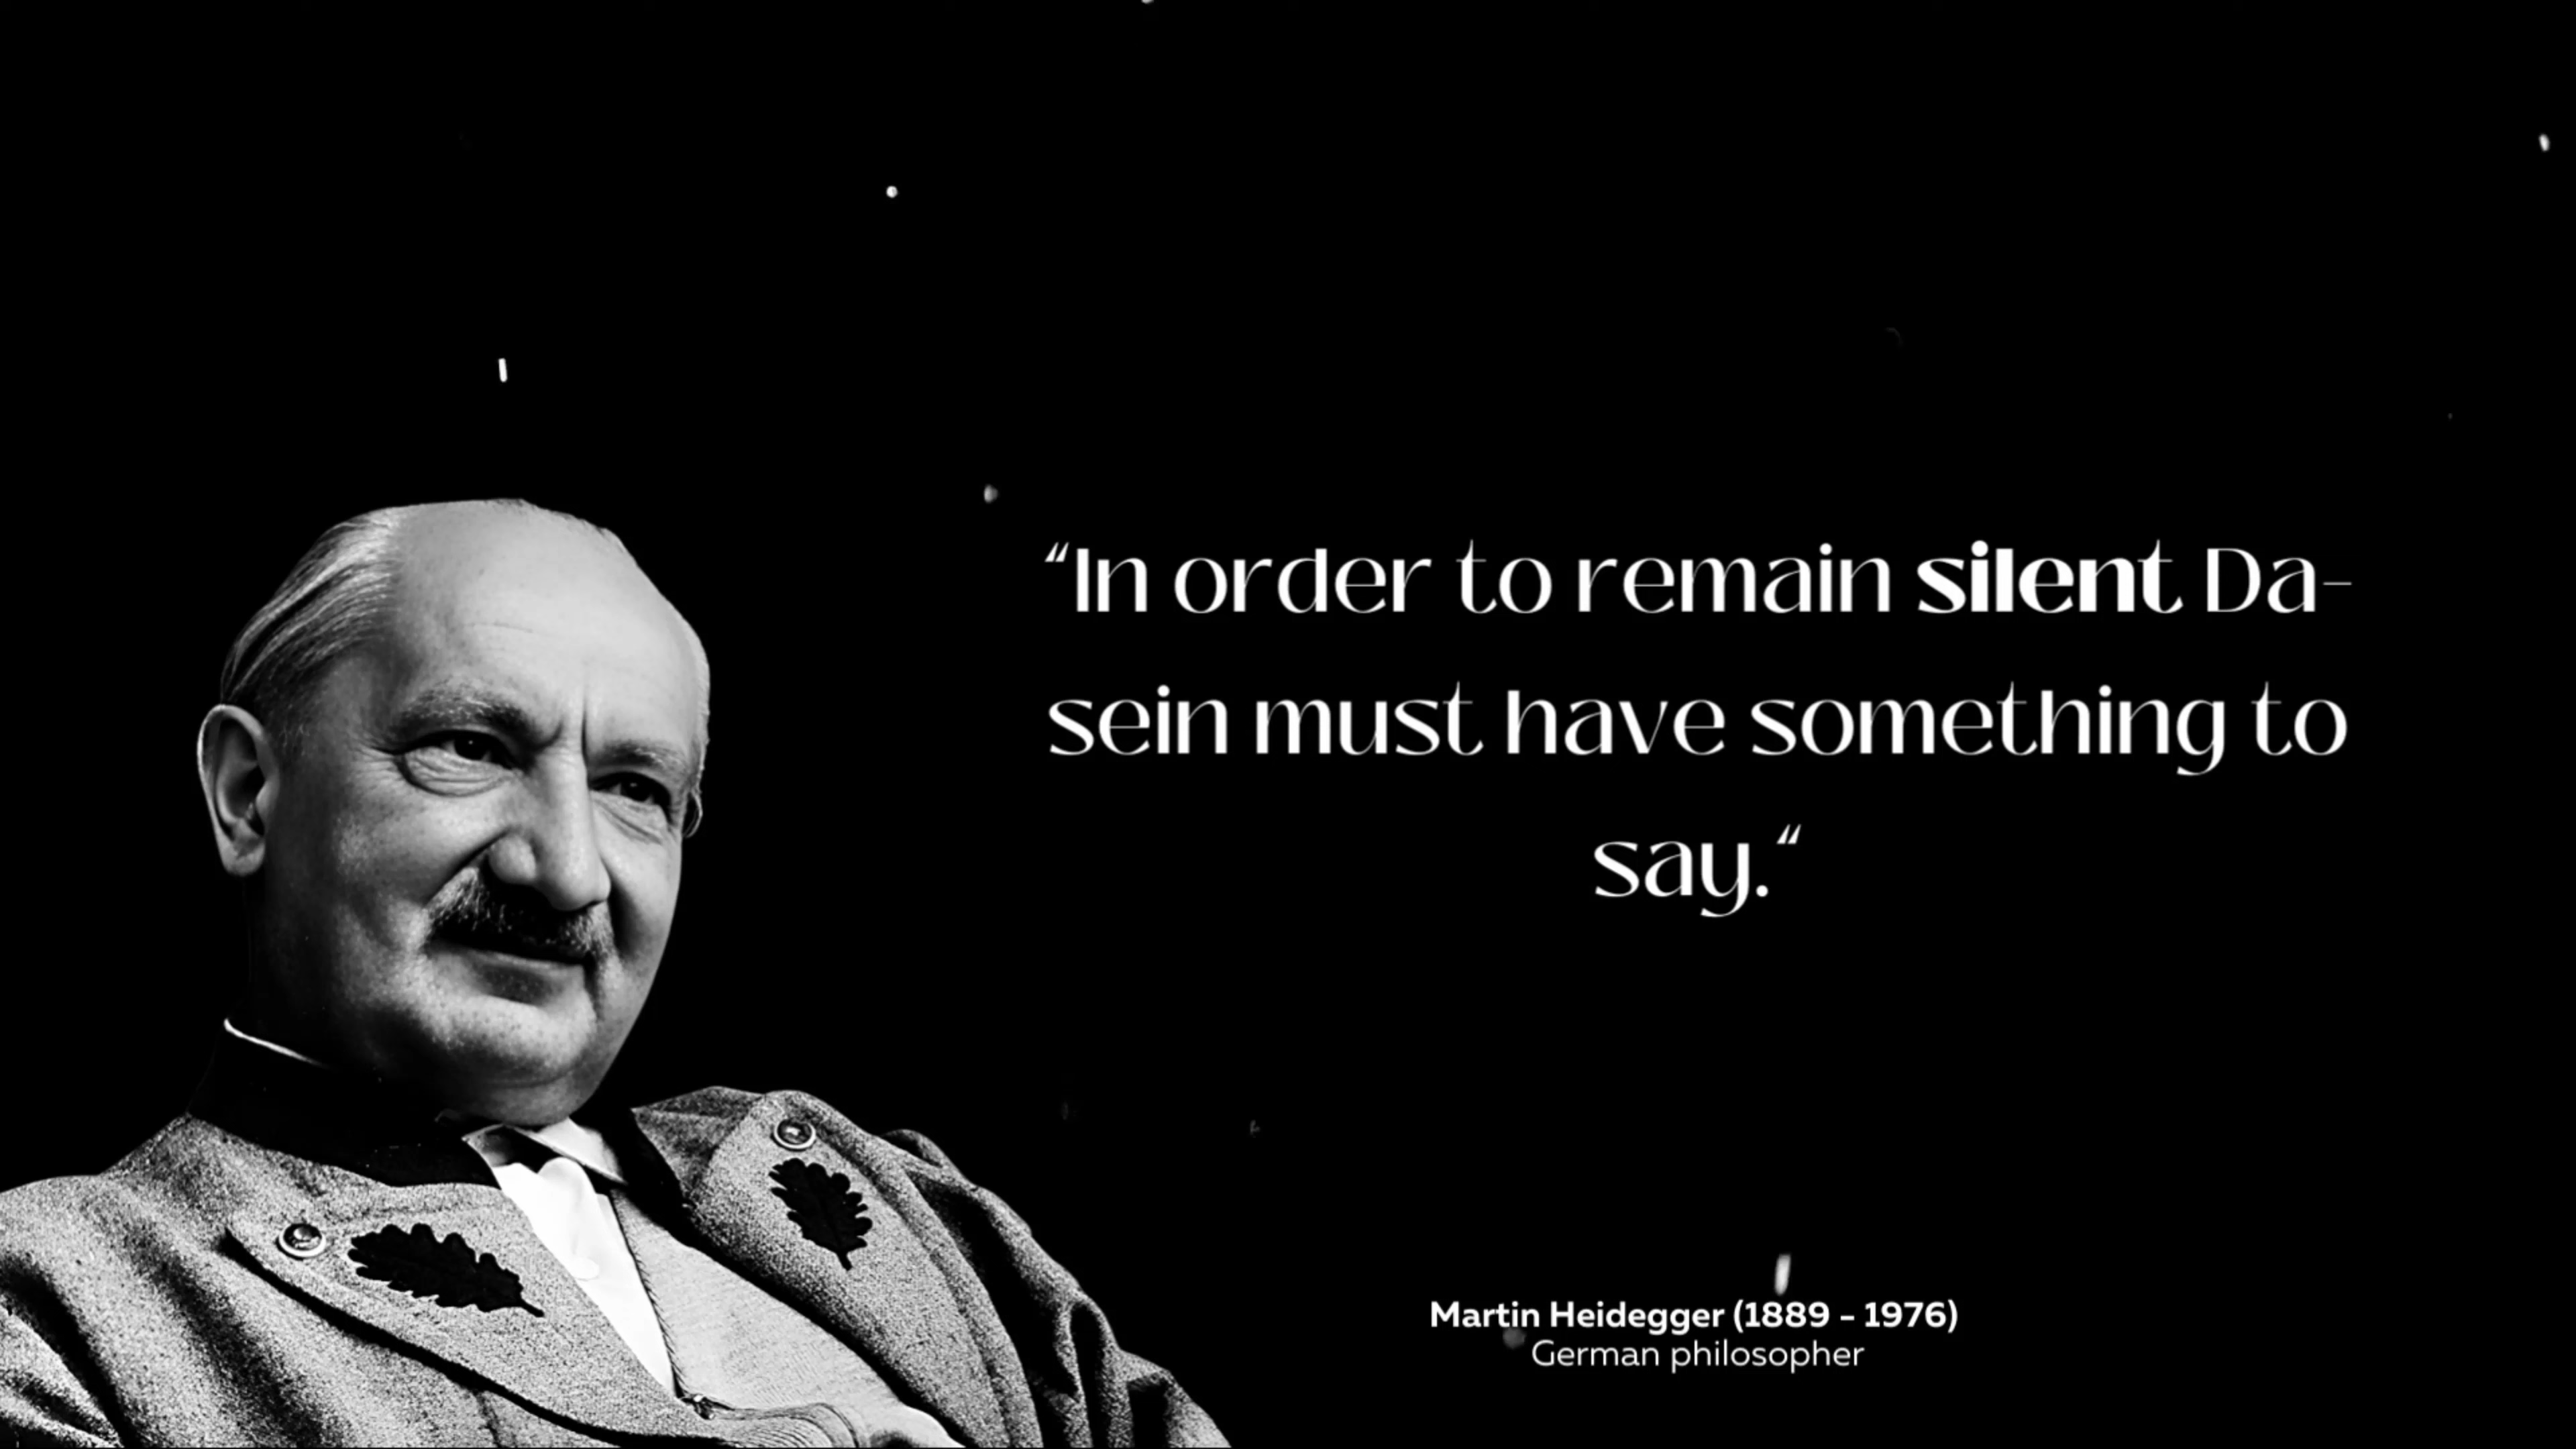 “In order to remain silent Da-
sein must have something to
say.“
Martin Heidegger (1889 - 1976)
German philosopher